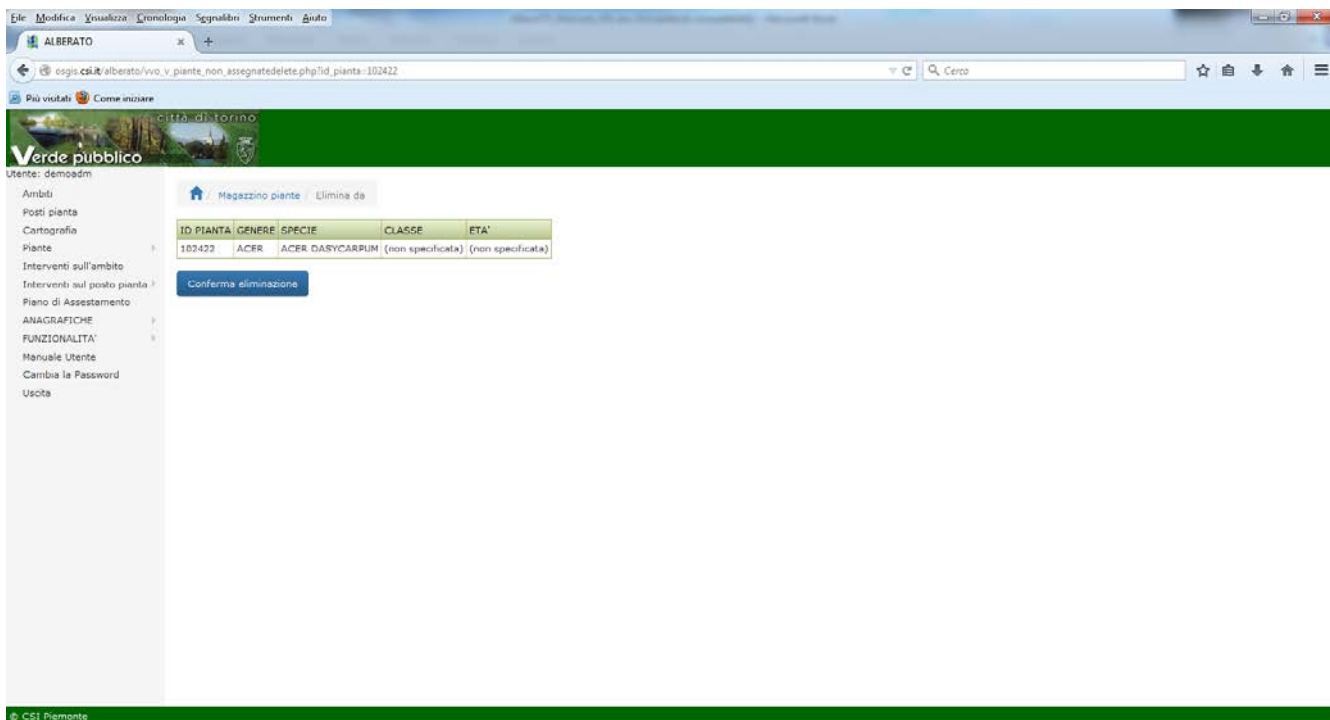 File Modifica Visualizza Cronologia Segnalibri Strumenti Aiuto
ALBERATO
osgis.csi.it/alberato/vvo_v_piante_non_assegnatedelete.php?id_pianta=102422
Cerca
Più visitati Come iniziare
città di torino
Verde pubblico
Utente: demoadm
Ambiti
Posti pianta
Cartografia
Piante
Interventi sull'ambito
Interventi sul posto pianta
Piano di Assestamento
ANAGRAFICHE
FUNZIONALITA'
Manuale Utente
Cambia la Password
Uscita
/ Magazzino piante / Elimina da
ID PIANTA GENERE SPECIE CLASSE ETA'
102422 ACER ACER DASYCARPUM (non specificata) (non specificata)
Conferma eliminazione
© CSI Piemonte